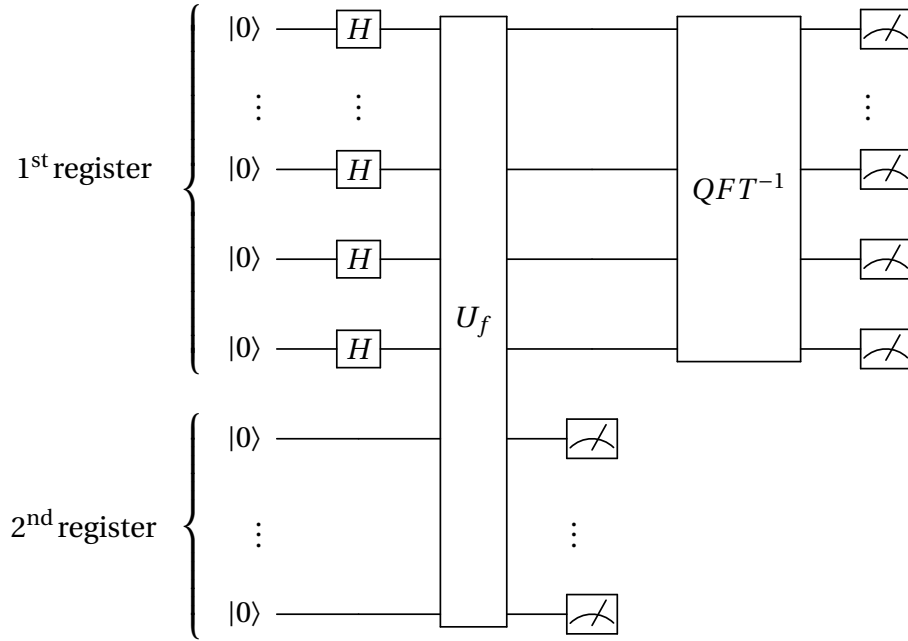 |0⟩ H
⋮ ⋮ ⋮
1st register
|0⟩ H
QFT⁻¹
|0⟩ H
U_f
|0⟩ H
|0⟩
2nd register
⋮ ⋮
|0⟩